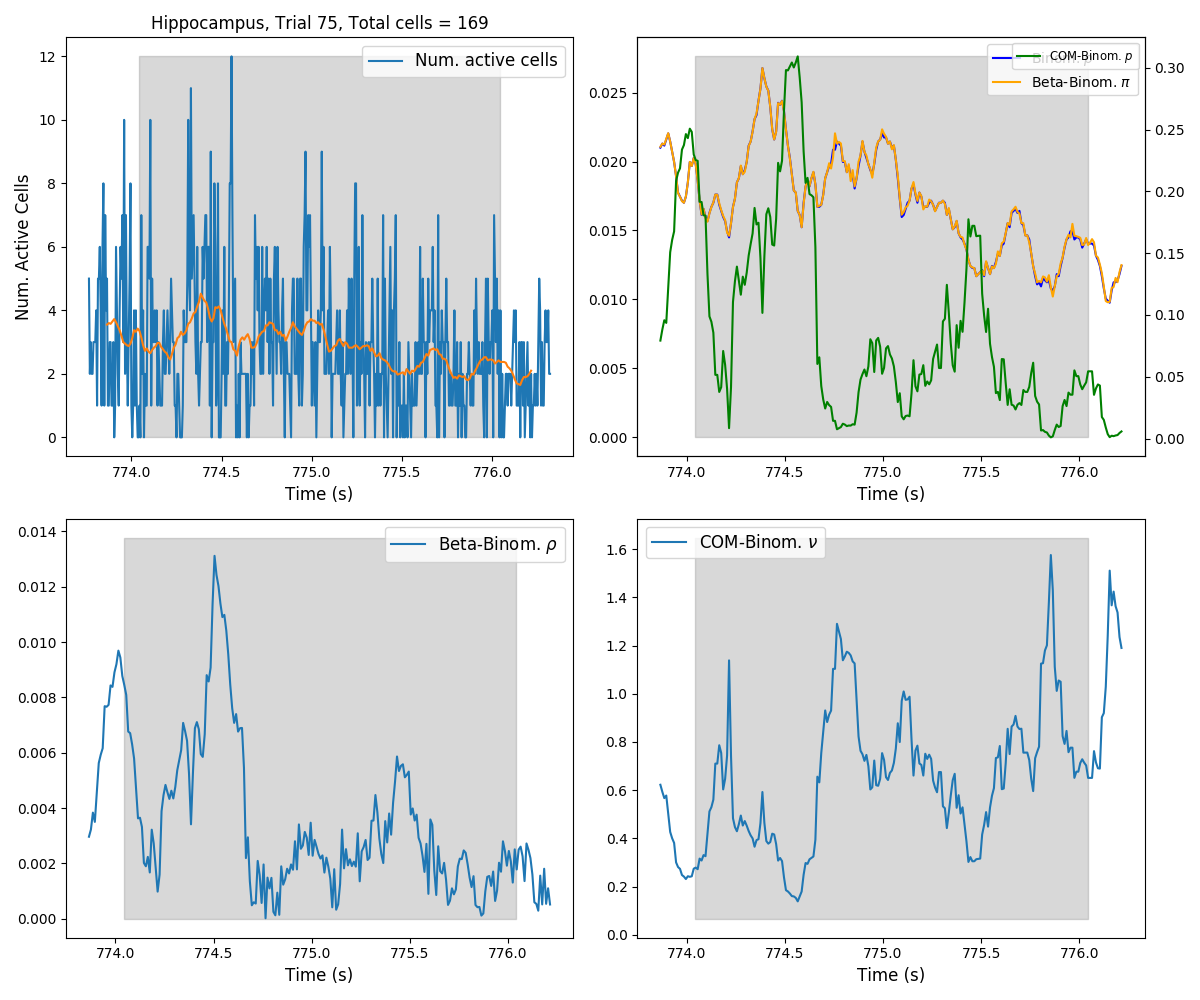 Hippocampus, Trial 75, Total cells = 169
Num. active cells
Num. Active Cells
12
10
8
6
4
2
0
774.0 774.5 775.0 775.5 776.0
Time (s)
COM-Binom. p
Binom. p
Beta-Binom. π
0.025
0.020
0.015
0.010
0.005
0.000
0.30
0.25
0.20
0.15
0.10
0.05
0.00
774.0 774.5 775.0 775.5 776.0
Time (s)
Beta-Binom. ρ
0.014
0.012
0.010
0.008
0.006
0.004
0.002
0.000
774.0 774.5 775.0 775.5 776.0
Time (s)
COM-Binom. ν
1.6
1.4
1.2
1.0
0.8
0.6
0.4
0.2
0.0
774.0 774.5 775.0 775.5 776.0
Time (s)